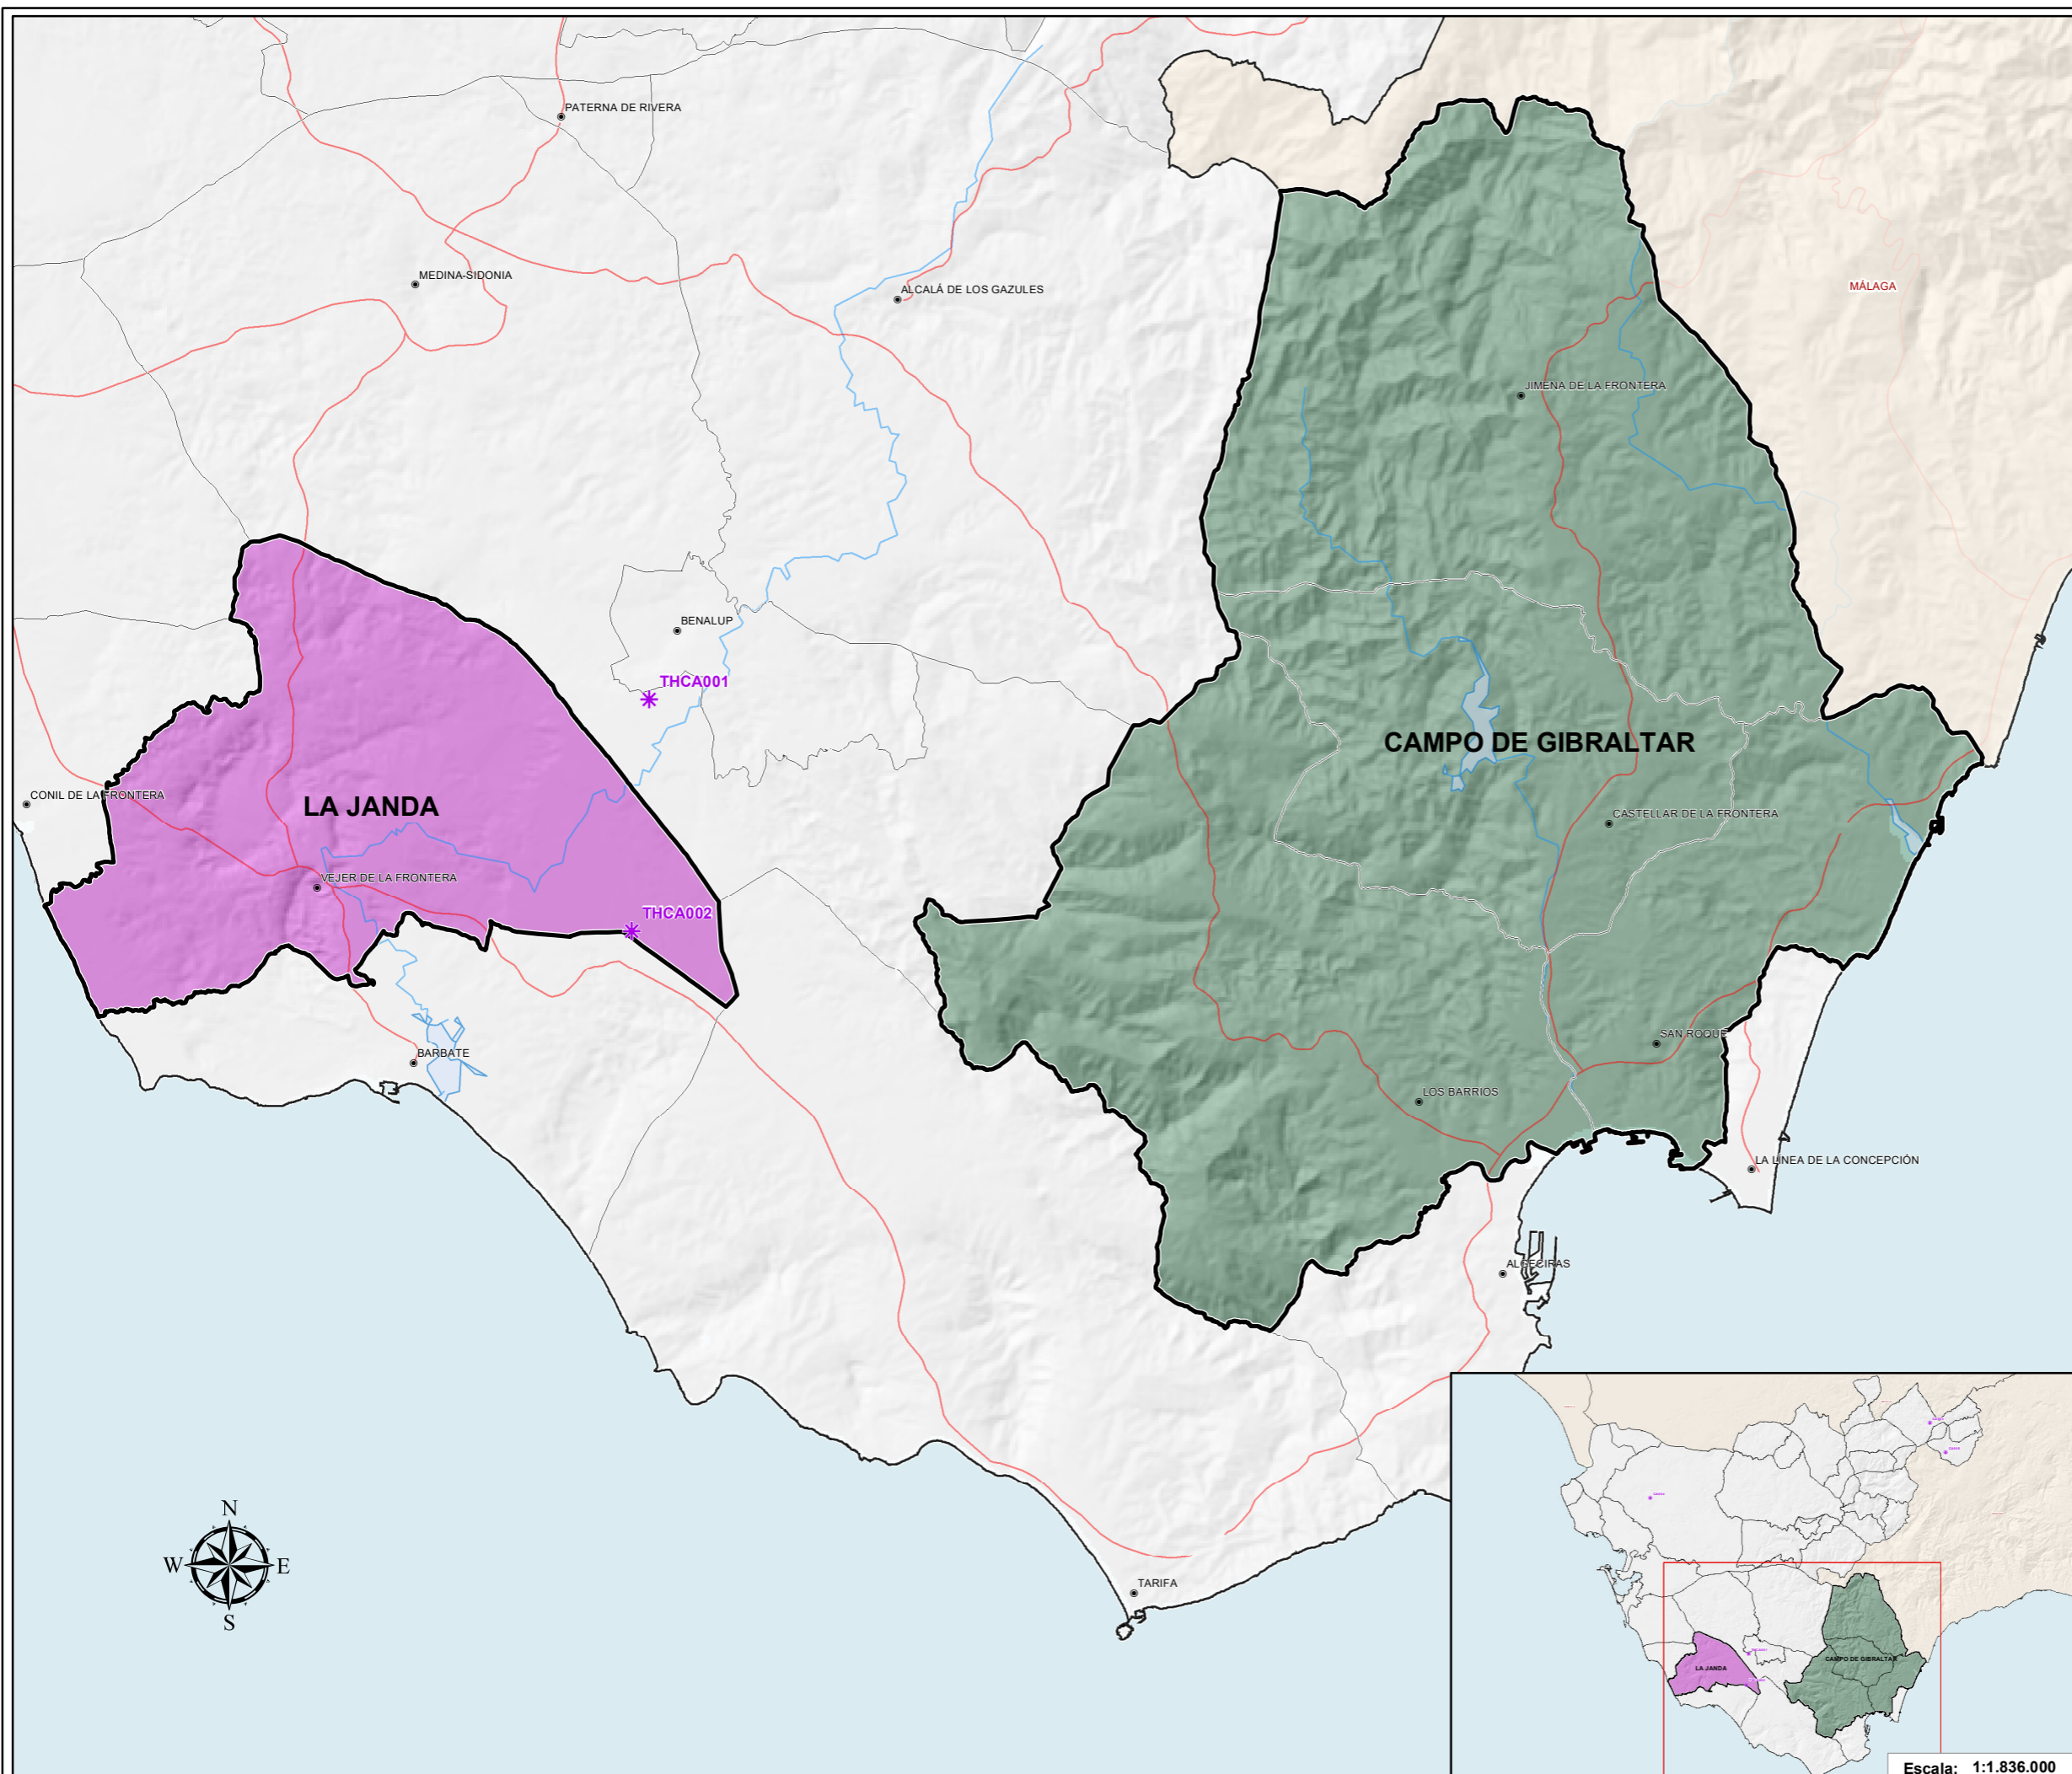 PATERNA DE RIVERA
MEDINA-SIDONIA
ALCALÁ DE LOS GAZULES
MÁLAGA
JIMENA DE LA FRONTERA
BENALUP
THCA001
CAMPO DE GIBRALTAR
CONIL DE LA FRONTERA
LA JANDA
CASTELLAR DE LA FRONTERA
VEJER DE LA FRONTERA
THCA002
SAN ROQUE
BARBATE
LOS BARRIOS
LA LÍNEA DE LA CONCEPCIÓN
ALGECIRAS
N
W
E
S
TARIFA
CAMPO DE GIBRALTAR
LA JANDA
Escala: 1:1.836.000